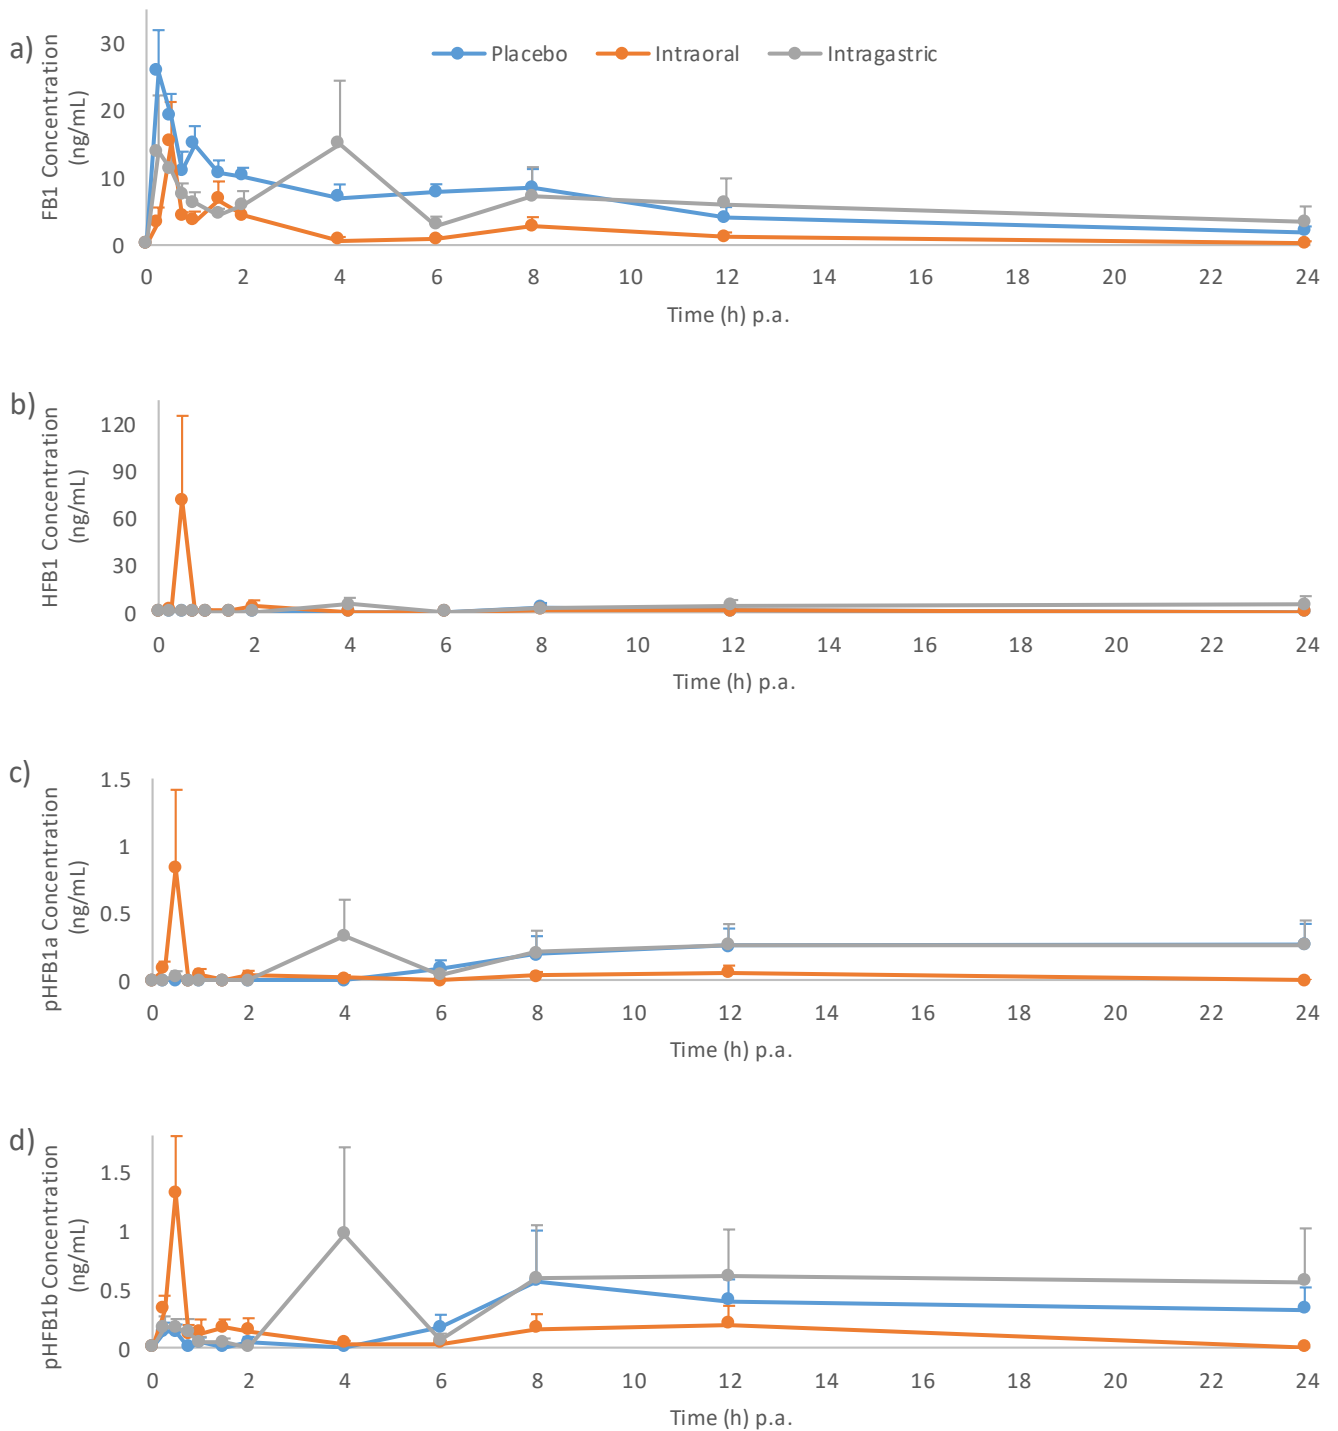 a)
FB1 Concentration
(ng/mL)
Placebo
Intraoral
Intragastric
30
20
10
0
0 2 4 6 8 10 12 14 16 18 20 22 24
Time (h) p.a.
b)
HFB1 Concentration
(ng/mL)
120
90
60
30
0
0 2 4 6 8 10 12 14 16 18 20 22 24
Time (h) p.a.
c)
pHFB1a Concentration
(ng/mL)
1.5
1
0.5
0
0 2 4 6 8 10 12 14 16 18 20 22 24
Time (h) p.a.
d)
pHFB1b Concentration
(ng/mL)
1.5
1
0.5
0
0 2 4 6 8 10 12 14 16 18 20 22 24
Time (h) p.a.